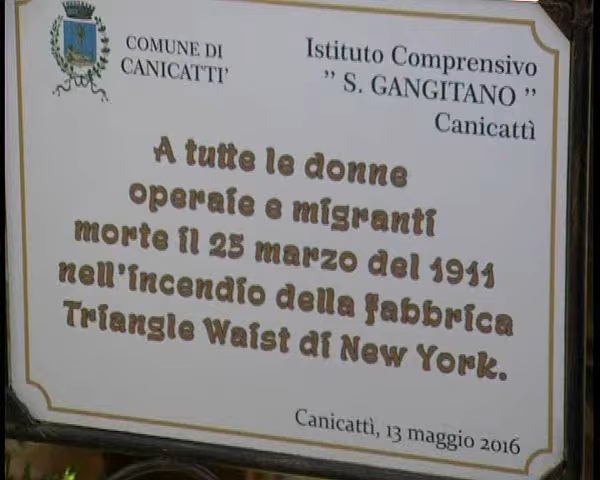 COMUNE DI
CANICATTI'
Istituto Comprensivo
" S. GANGITANO "
Canicattì
A tutte le donne
operaie e migranti
morte il 25 marzo del 1911
nell'incendio della fabbrica
Triangle Waist di New York.
Canicattì, 13 maggio 2016